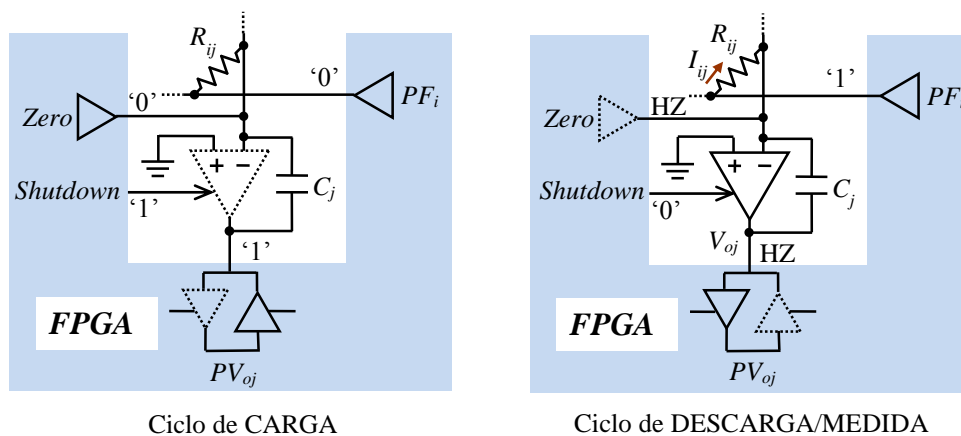 R_ij
‘0’
‘0’
Zero
PF_i
+ −
Shutdown
‘1’
C_j
‘1’
FPGA
PV_oj
Ciclo de CARGA
R_ij
I_ij
‘1’
Zero
HZ
PF_i
+ −
Shutdown
‘0’
C_j
V_oj
HZ
FPGA
PV_oj
Ciclo de DESCARGA/MEDIDA